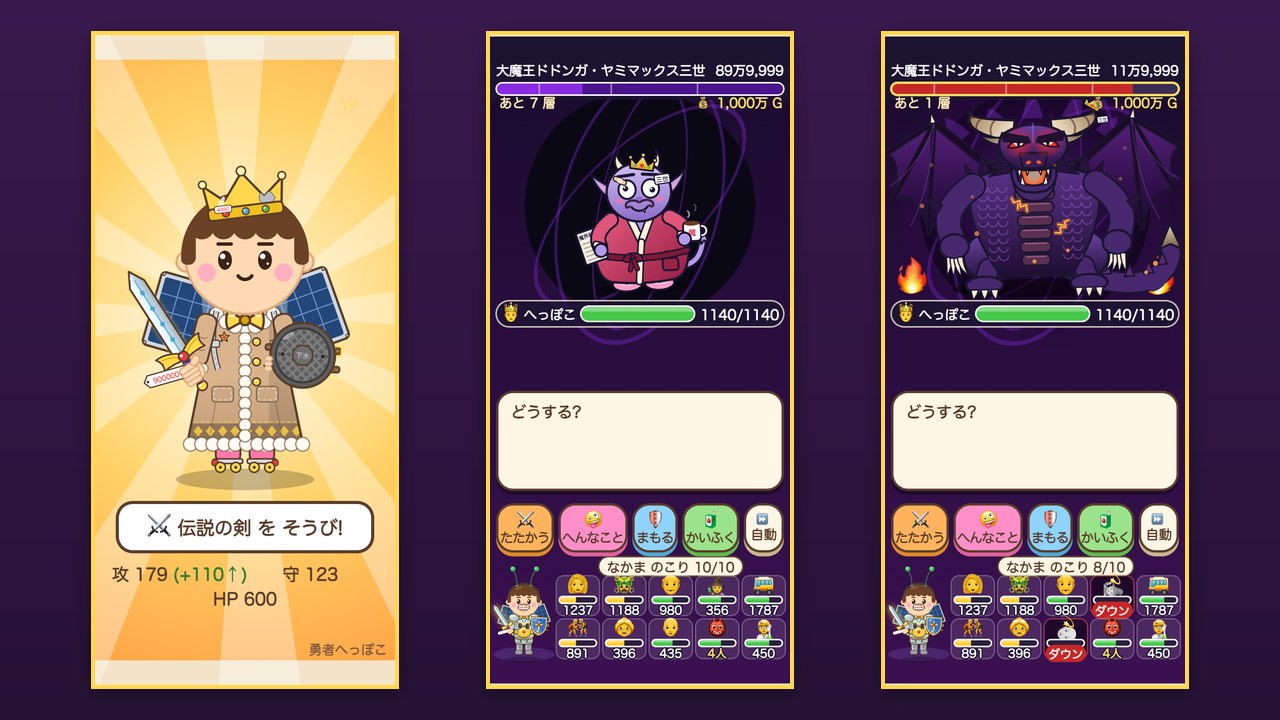 9000000
下水
伝説の剣 を そうび!
攻 179 (+110↑) 守 123
HP 600
勇者へっぽこ
大魔王ドドンガ・ヤミマックス三世 89万9,999
あと 7 層 1,000万 G
三世
へっぽこ 1140/1140
どうする?
たたかう へんなこと まもる かいふく 自動
なかま のこり 10/10
1237 1188 980 356 1787
891 396 435 4人 450
大魔王ドドンガ・ヤミマックス三世 11万9,999
あと 1 層 1,000万 G
へっぽこ 1140/1140
どうする?
たたかう へんなこと まもる かいふく 自動
なかま のこり 8/10
1237 1188 980 ダウン 1787
891 396 ダウン 4人 450